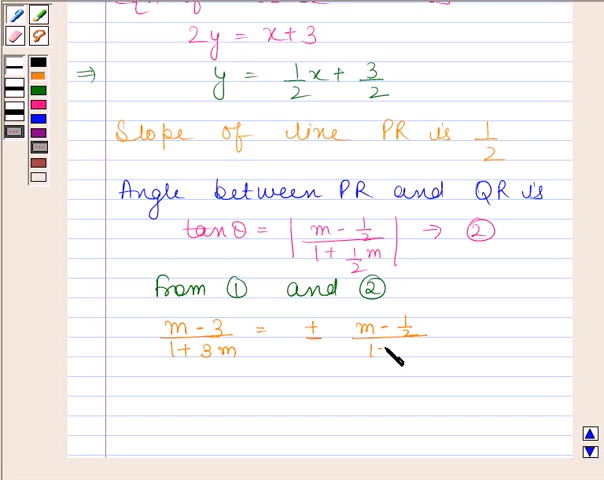 2y = x + 3
⇒ y = 1/2 x + 3/2
Slope of line PR is 1/2
Angle between PR and QR is
tanθ = | (m - 1/2) / (1 + 1/2 m) | → ②
From ① and ②
(m - 3) / (1 + 3m) = ± (m - 1/2) / (1